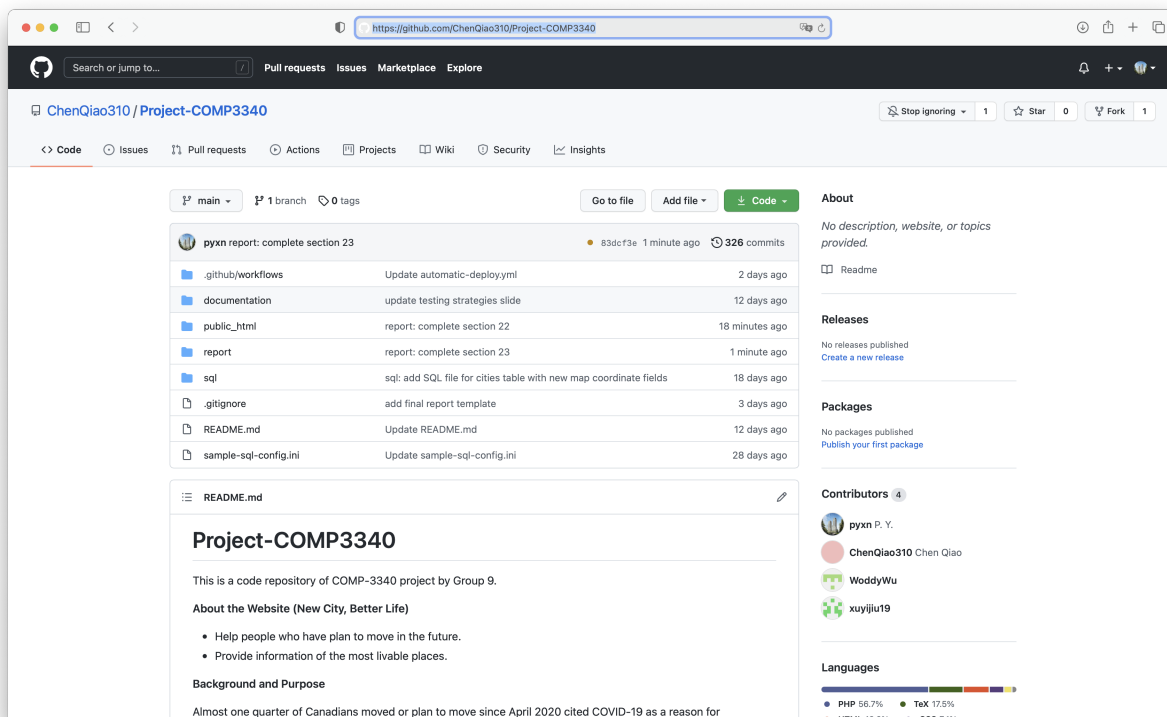 https://github.com/ChenQiao310/Project-COMP3340
Search or jump to... / Pull requests Issues Marketplace Explore
ChenQiao310 / Project-COMP3340 Stop ignoring 1 Star 0 Fork 1
Code Issues Pull requests Actions Projects Wiki Security Insights
main 1 branch 0 tags Go to file Add file Code
pyxn report: complete section 23 83dcf3e 1 minute ago 326 commits
.github/workflows Update automatic-deploy.yml 2 days ago
documentation update testing strategies slide 12 days ago
public_html report: complete section 22 18 minutes ago
report report: complete section 23 1 minute ago
sql sql: add SQL file for cities table with new map coordinate fields 18 days ago
.gitignore add final report template 3 days ago
README.md Update README.md 12 days ago
sample-sql-config.ini Update sample-sql-config.ini 28 days ago
README.md
Project-COMP3340
This is a code repository of COMP-3340 project by Group 9.
About the Website (New City, Better Life)
• Help people who have plan to move in the future.
• Provide information of the most livable places.
Background and Purpose
Almost one quarter of Canadians moved or plan to move since April 2020 cited COVID-19 as a reason for
About
No description, website, or topics
provided.
Readme
Releases
No releases published
Create a new release
Packages
No packages published
Publish your first package
Contributors 4
pyxn P. Y.
ChenQiao310 Chen Qiao
WoddyWu
xuyijiu19
Languages
PHP 56.7% TeX 17.5%